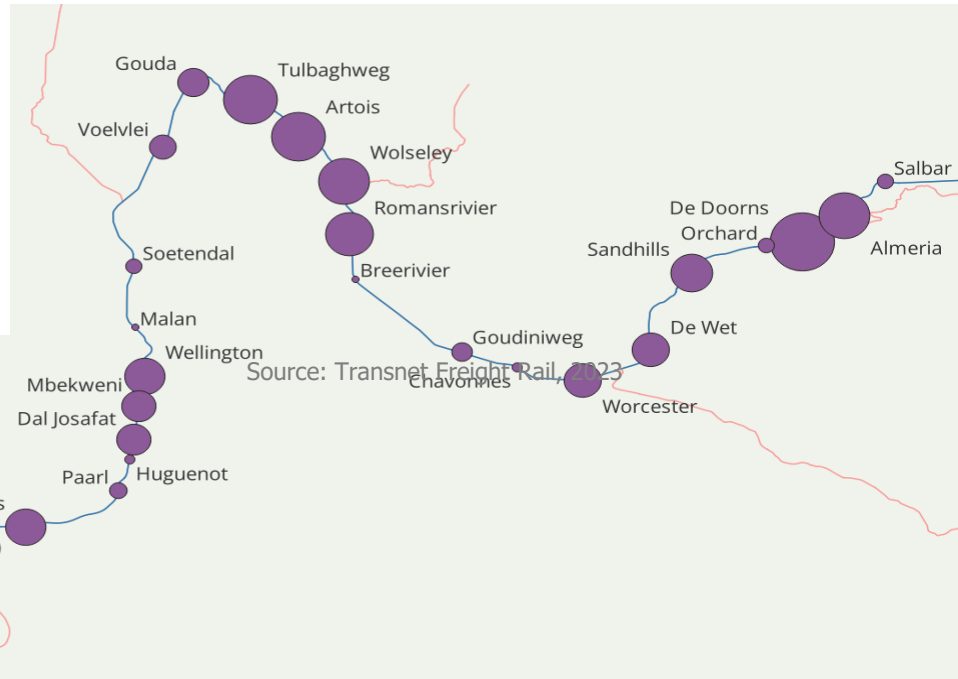 Gouda
Tulbaghweg
Artois
Voelvlei
Wolseley
Salbar
Romansrivier
De Doorns
Orchard
Sandhills
Almeria
Soetendal
Breerivier
Malan
Goudiniweg
De Wet
Wellington
Source: Transnet Freight Rail, 2023
Chavonnes
Mbekweni
Worcester
Dal Josafat
Paarl
Huguenot
s